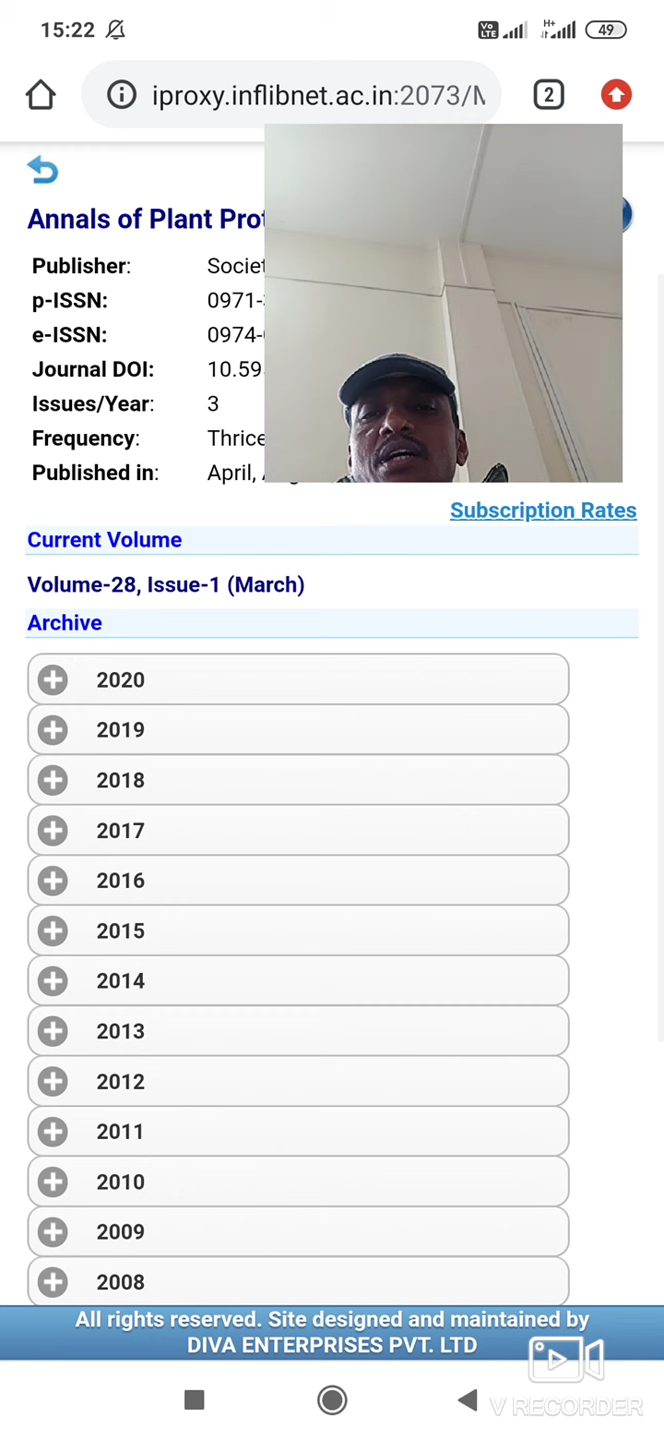 15:22
Vo LTE H+ 49
iproxy.inflibnet.ac.in:2073/
2
Annals of Plant
Publisher:
p-ISSN: 0971-
e-ISSN: 0974-
Journal DOI: 10.59
Issues/Year: 3
Frequency: Thrice
Published in: April,
Subscription Rates
Current Volume
Volume-28, Issue-1 (March)
Archive
2020
2019
2018
2017
2016
2015
2014
2013
2012
2011
2010
2009
2008
All rights reserved. Site designed and maintained by
DIVA ENTERPRISES PVT. LTD
V RECORDER